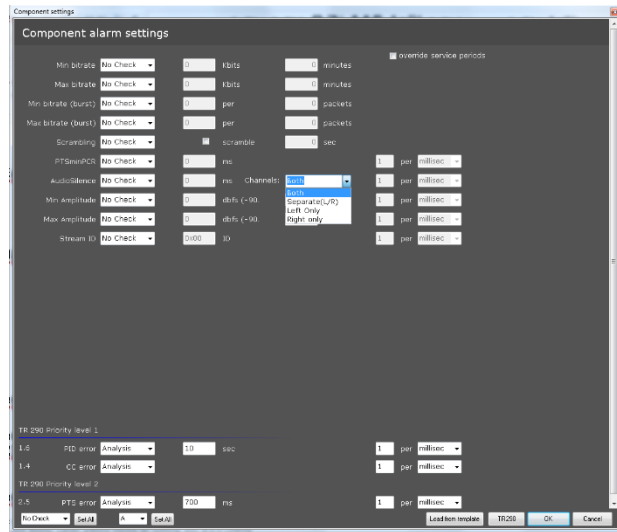 Component settings
Component alarm settings
override service periods
Min bitrate No Check 0 Kbits 0 minutes
Max bitrate No Check 0 Kbits 0 minutes
Min bitrate (burst) No Check 0 per 0 packets
Max bitrate (burst) No Check 0 per 0 packets
Scrambling No Check scramble 0 sec
PTSminPCR No Check 0 ms 1 per millisec
AudioSilence No Check 0 ms Channels: Both 1 per millisec
Both
Separate(L/R)
Left Only
Right only
Min Amplitude No Check 0 dbfs (-90. 1 per millisec
Max Amplitude No Check 0 dbfs (-90. 1 per millisec
Stream ID No Check 0x00 ID 1 per millisec
TR 290 Priority level 1
1.6 PID error Analysis 10 sec 1 per millisec
1.4 CC error Analysis 1 per millisec
TR 290 Priority level 2
2.5 PTS error Analysis 700 ms 1 per millisec
No Check Set All A Set All Load from template TR290 OK Cancel